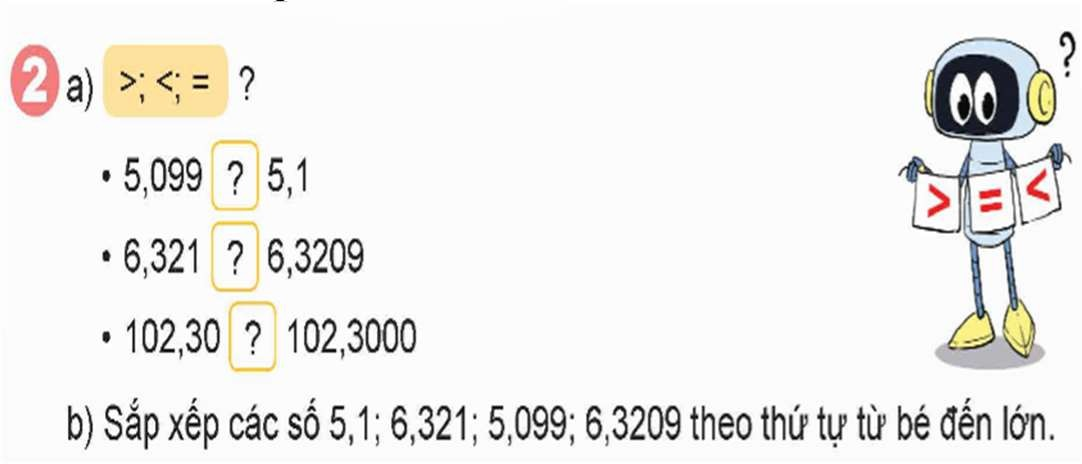 2 a) >; <; = ?
• 5,099 ? 5,1
• 6,321 ? 6,3209
• 102,30 ? 102,3000
b) Sắp xếp các số 5,1; 6,321; 5,099; 6,3209 theo thứ tự từ bé đến lớn.
?
> = <